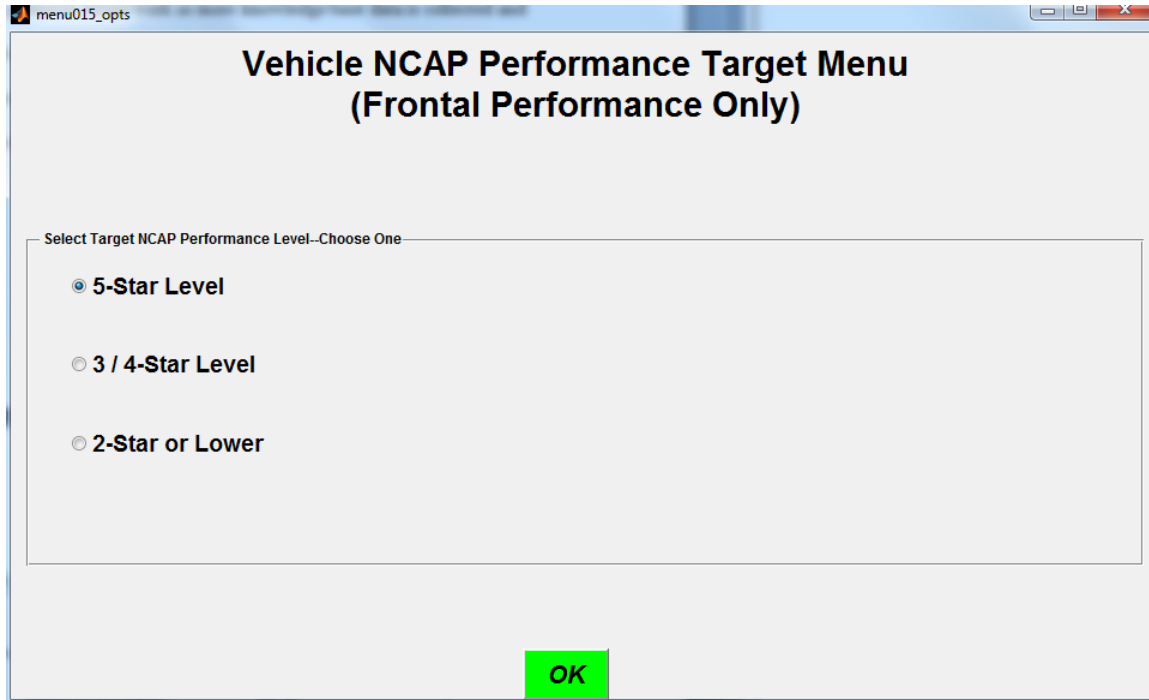 menu015_opts
Vehicle NCAP Performance Target Menu
(Frontal Performance Only)
Select Target NCAP Performance Level--Choose One
5-Star Level
3 / 4-Star Level
2-Star or Lower
OK